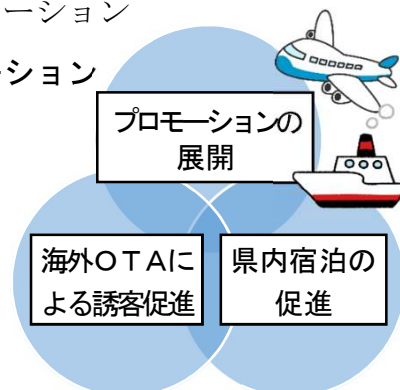 ーション
ション
プロモーションの
展開
海外OTAに
よる誘客促進
県内宿泊の
促進